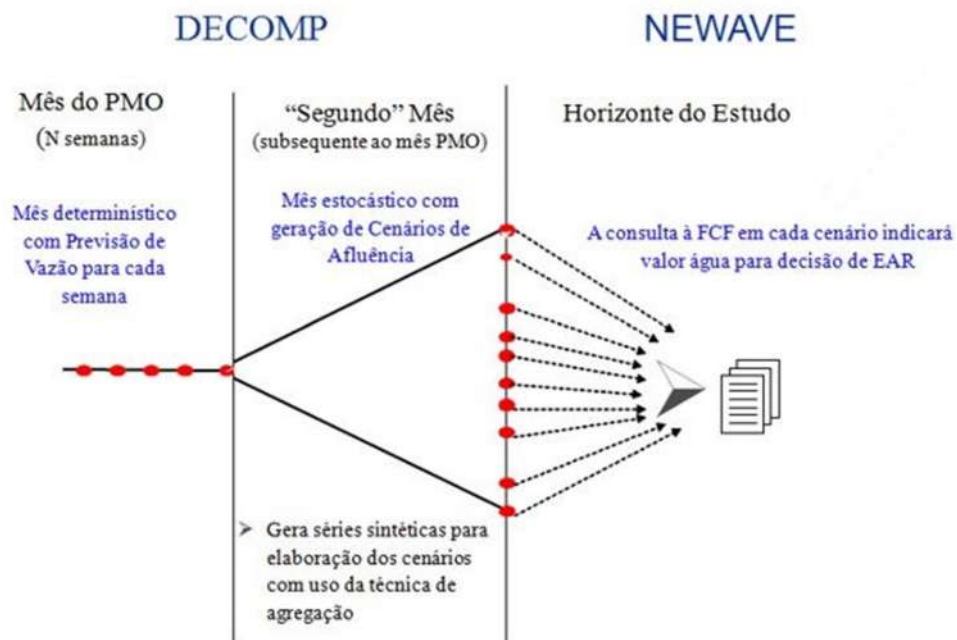 DECOMP
NEWAVE
Mês do PMO
(N semanas)
“Segundo” Mês
(subsequente ao mês PMO)
Horizonte do Estudo
Mês determinístico
com Previsão de
Vazão para cada
semana
Mês estocástico com
geração de Cenários de
Afluência
A consulta à FCF em cada cenário indicará
valor água para decisão de EAR
Gera séries sintéticas para
elaboração dos cenários
com uso da técnica de
agregação